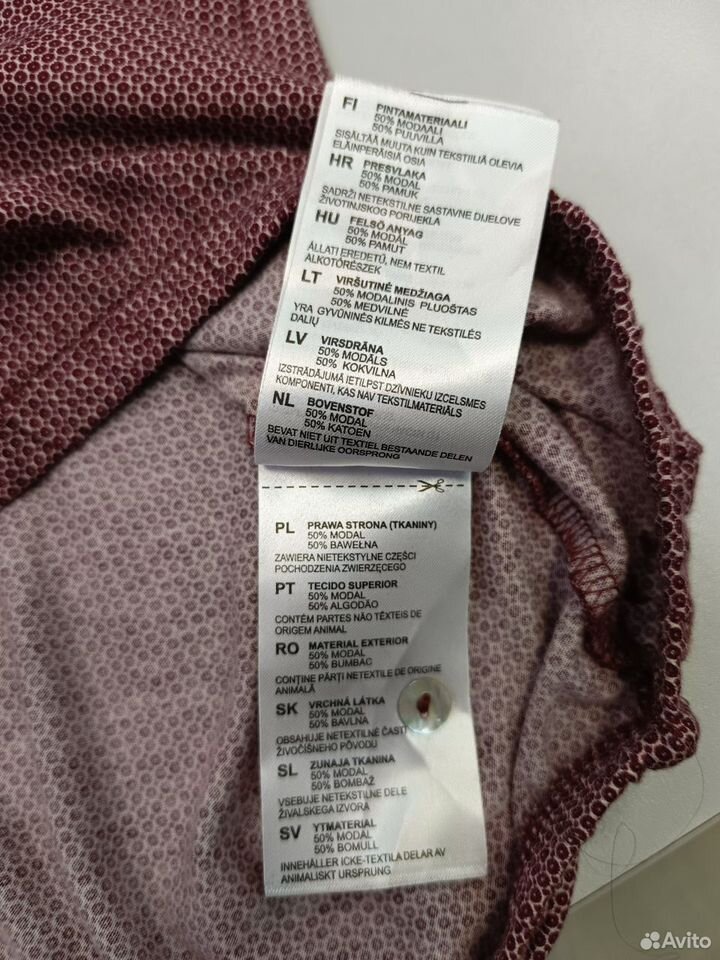 FI PINTAMATERIAALI
50% MODAALI
50% PUUVILLA
SISÄLTÄÄ MUUTA KUIN TEKSTIILIÄ OLEVIA
ELÄINPERÄISIÄ OSIA
HR PRESVLAKA
50% MODAL
50% PAMUK
SADRŽI NETEKSTILNE SASTAVNE DIJELOVE
ŽIVOTINJSKOG PORIJEKLA
HU FELSŐ ANYAG
50% MODÁL
50% PAMUT
ÁLLATI EREDETŰ, NEM TEXTIL
ALKOTÓRÉSZEK
LT VIRŠUTINĖ MEDŽIAGA
50% MODALINIS PLUOŠTAS
50% MEDVILNĖ
YRA GYVŪNINĖS KILMĖS NE TEKSTILĖS
DALIŲ
LV VIRSDRĀNA
50% MODĀLS
50% KOKVILNA
IZSTRĀDĀJUMĀ IETILPST DZĪVNIEKU IZCELSMES
KOMPONENTI, KAS NAV TEKSTILMATERIĀLS
NL BOVENSTOF
50% MODAL
50% KATOEN
BEVAT NIET UIT TEXTIEL BESTAANDE DELEN
VAN DIERLIJKE OORSPRONG
PL PRAWA STRONA (TKANINY)
50% MODAL
50% BAWEŁNA
ZAWIERA NIETEKSTYLNE CZĘŚCI
POCHODZENIA ZWIERZĘCEGO
PT TECIDO SUPERIOR
50% MODAL
50% ALGODÃO
CONTÉM PARTES NÃO TÊXTEIS DE
ORIGEM ANIMAL
RO MATERIAL EXTERIOR
50% MODAL
50% BUMBAC
CONȚINE PĂRȚI NETEXTILE DE ORIGINE
ANIMALĂ
SK VRCHNÁ LÁTKA
50% MODAL
50% BAVLNA
OBSAHUJE NETEXTILNÉ ČASTI
ŽIVOČÍŠNEHO PÔVODU
SL ZUNAJA TKANINA
50% MODAL
50% BOMBAŽ
VSEBUJE NETEKSTILNE DELE
ŽIVALSKEGA IZVORA
SV YTMATERIAL
50% MODAL
50% BOMULL
INNEHÅLLER ICKE-TEXTILA DELAR AV
ANIMALISKT URSPRUNG
Avito